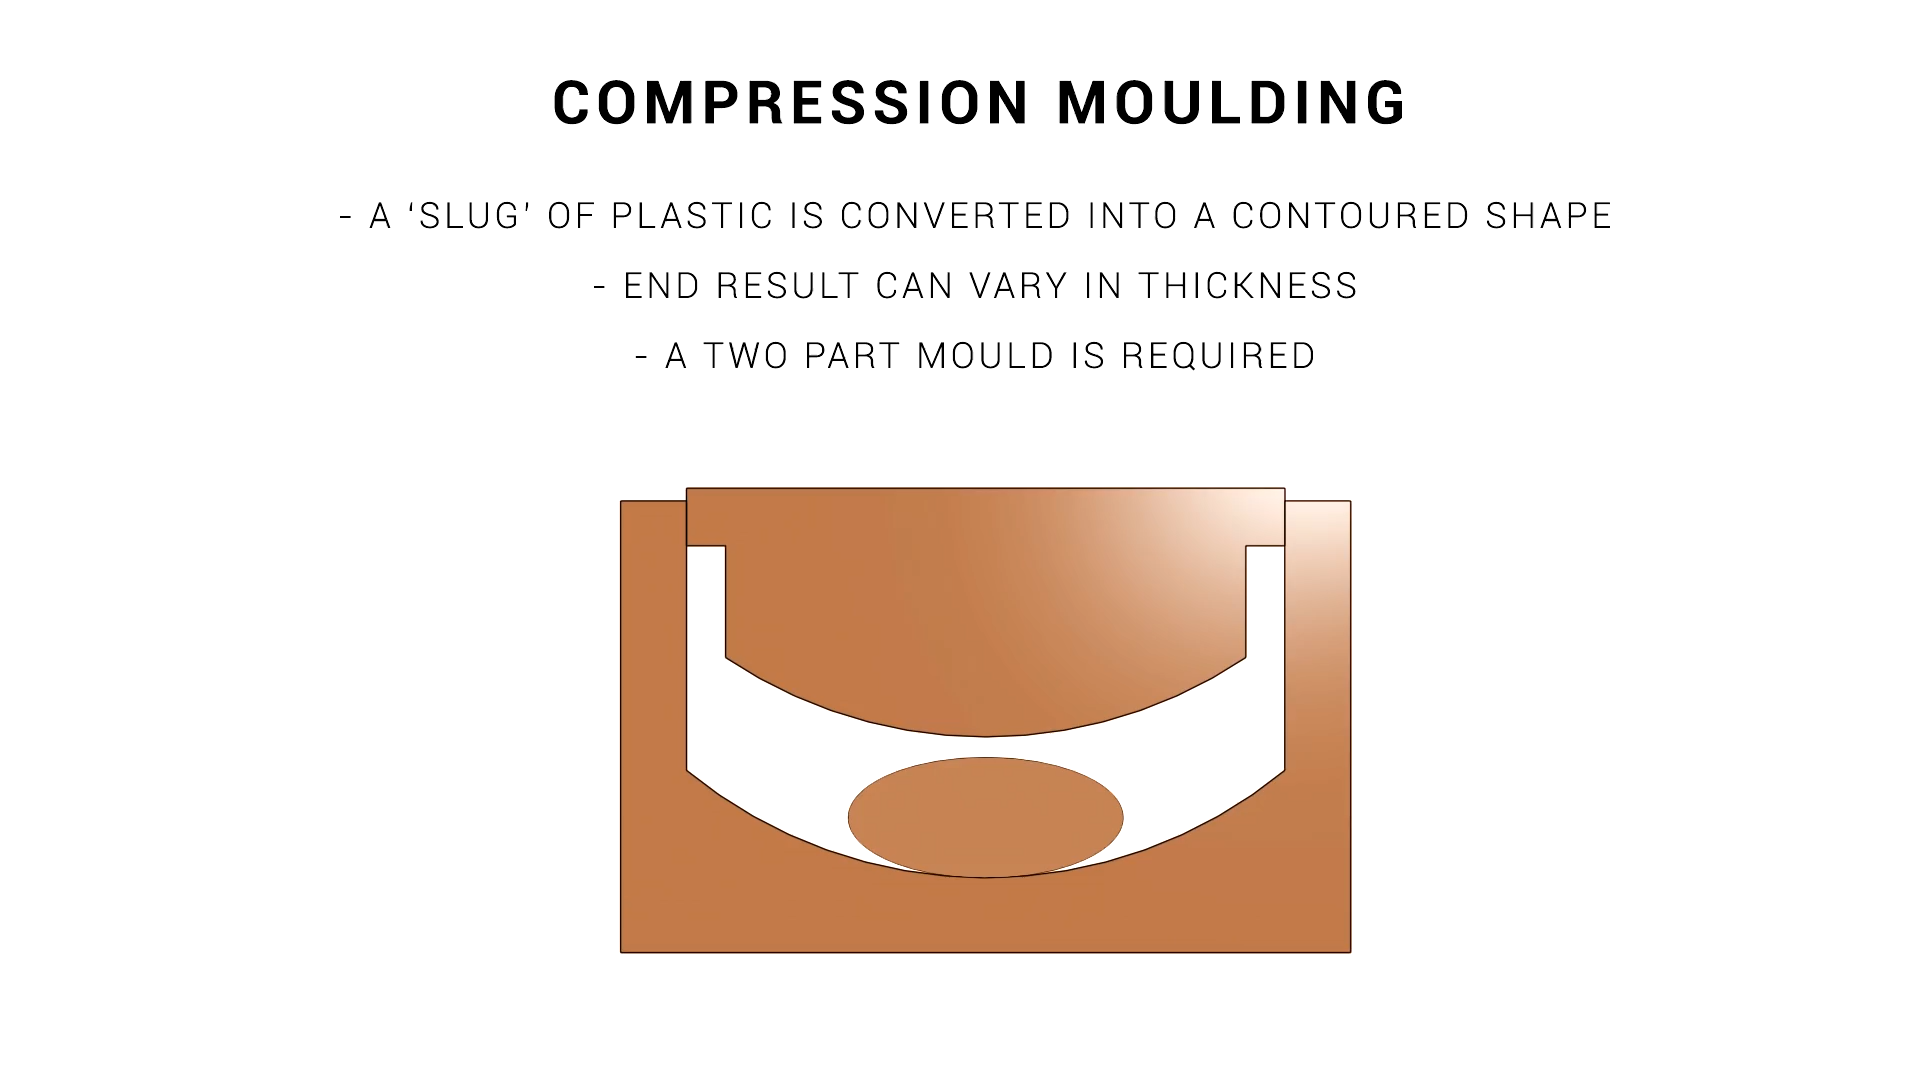 COMPRESSION MOULDING
- A ‘SLUG’ OF PLASTIC IS CONVERTED INTO A CONTOURED SHAPE
- END RESULT CAN VARY IN THICKNESS
- A TWO PART MOULD IS REQUIRED